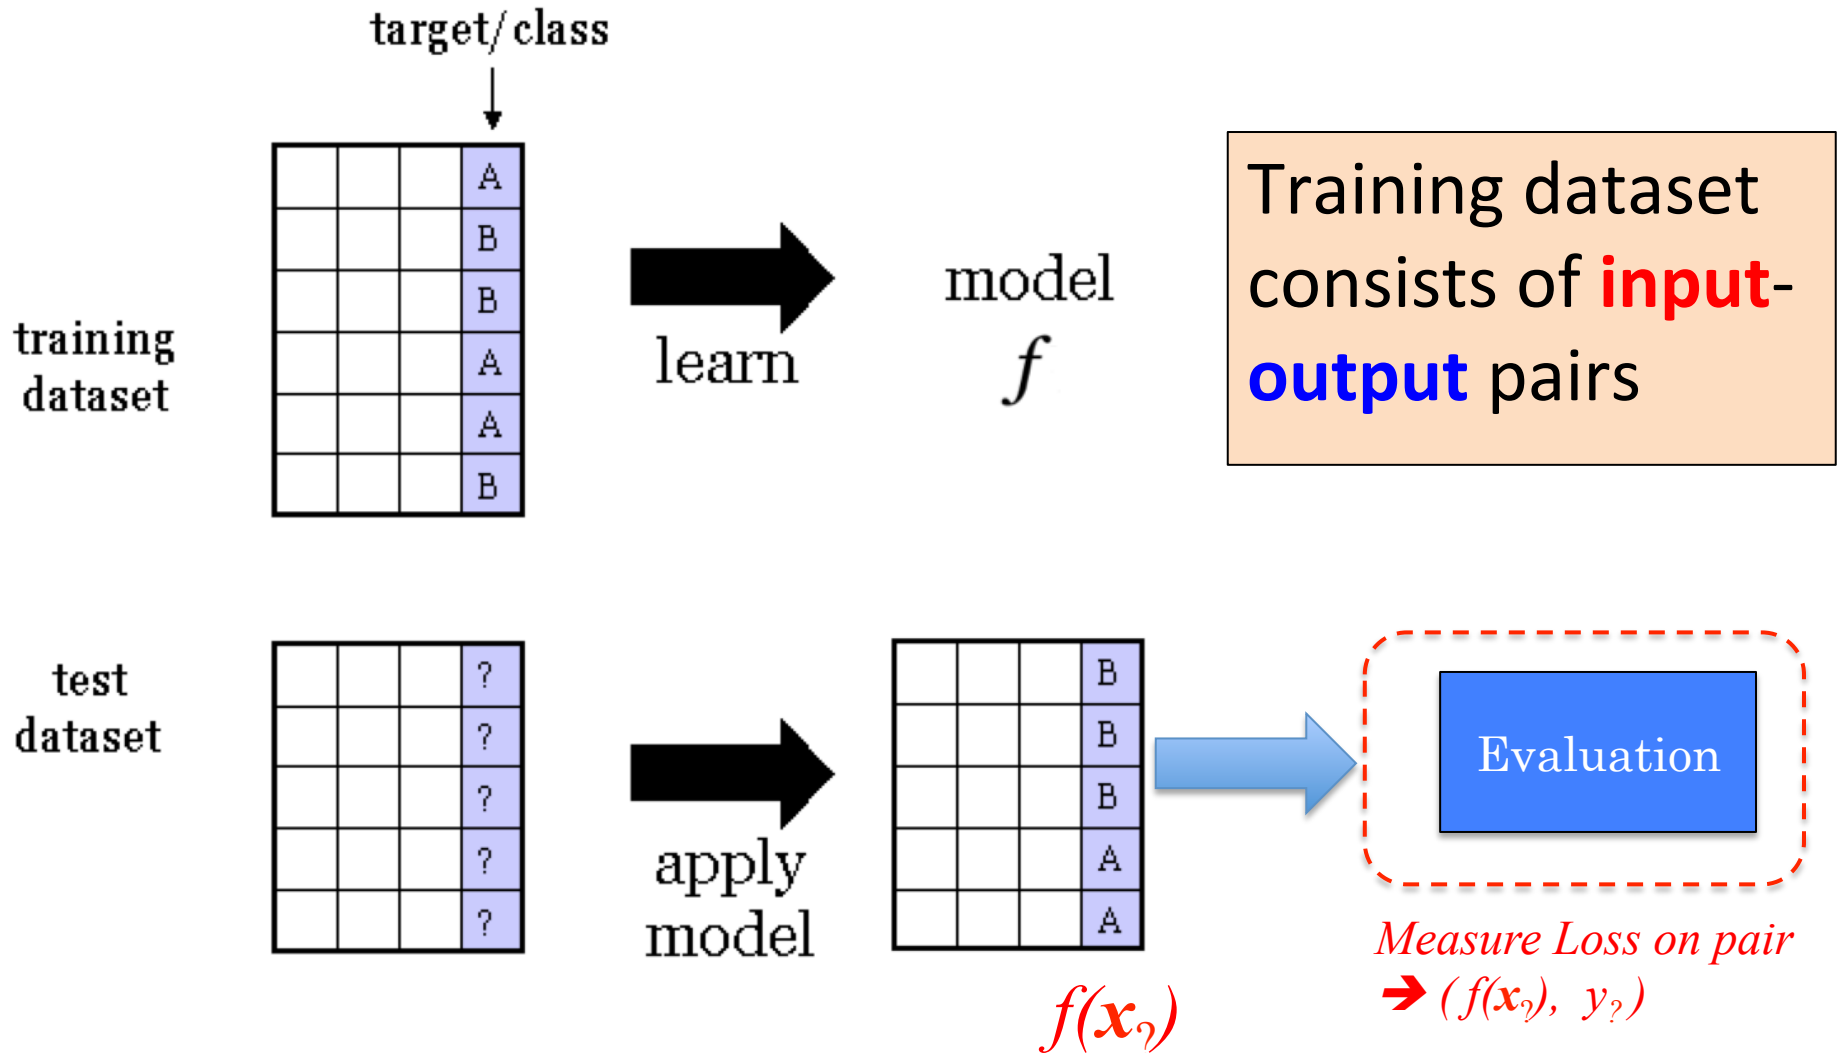 target/class
A
B
B
A
A
B
training
dataset
learn
model
f
Training dataset
consists of input-
output pairs
test
dataset
?
?
?
?
?
apply
model
B
B
B
A
A
f(x?)
Evaluation
Measure Loss on pair
➔ ( f(x?), y? )